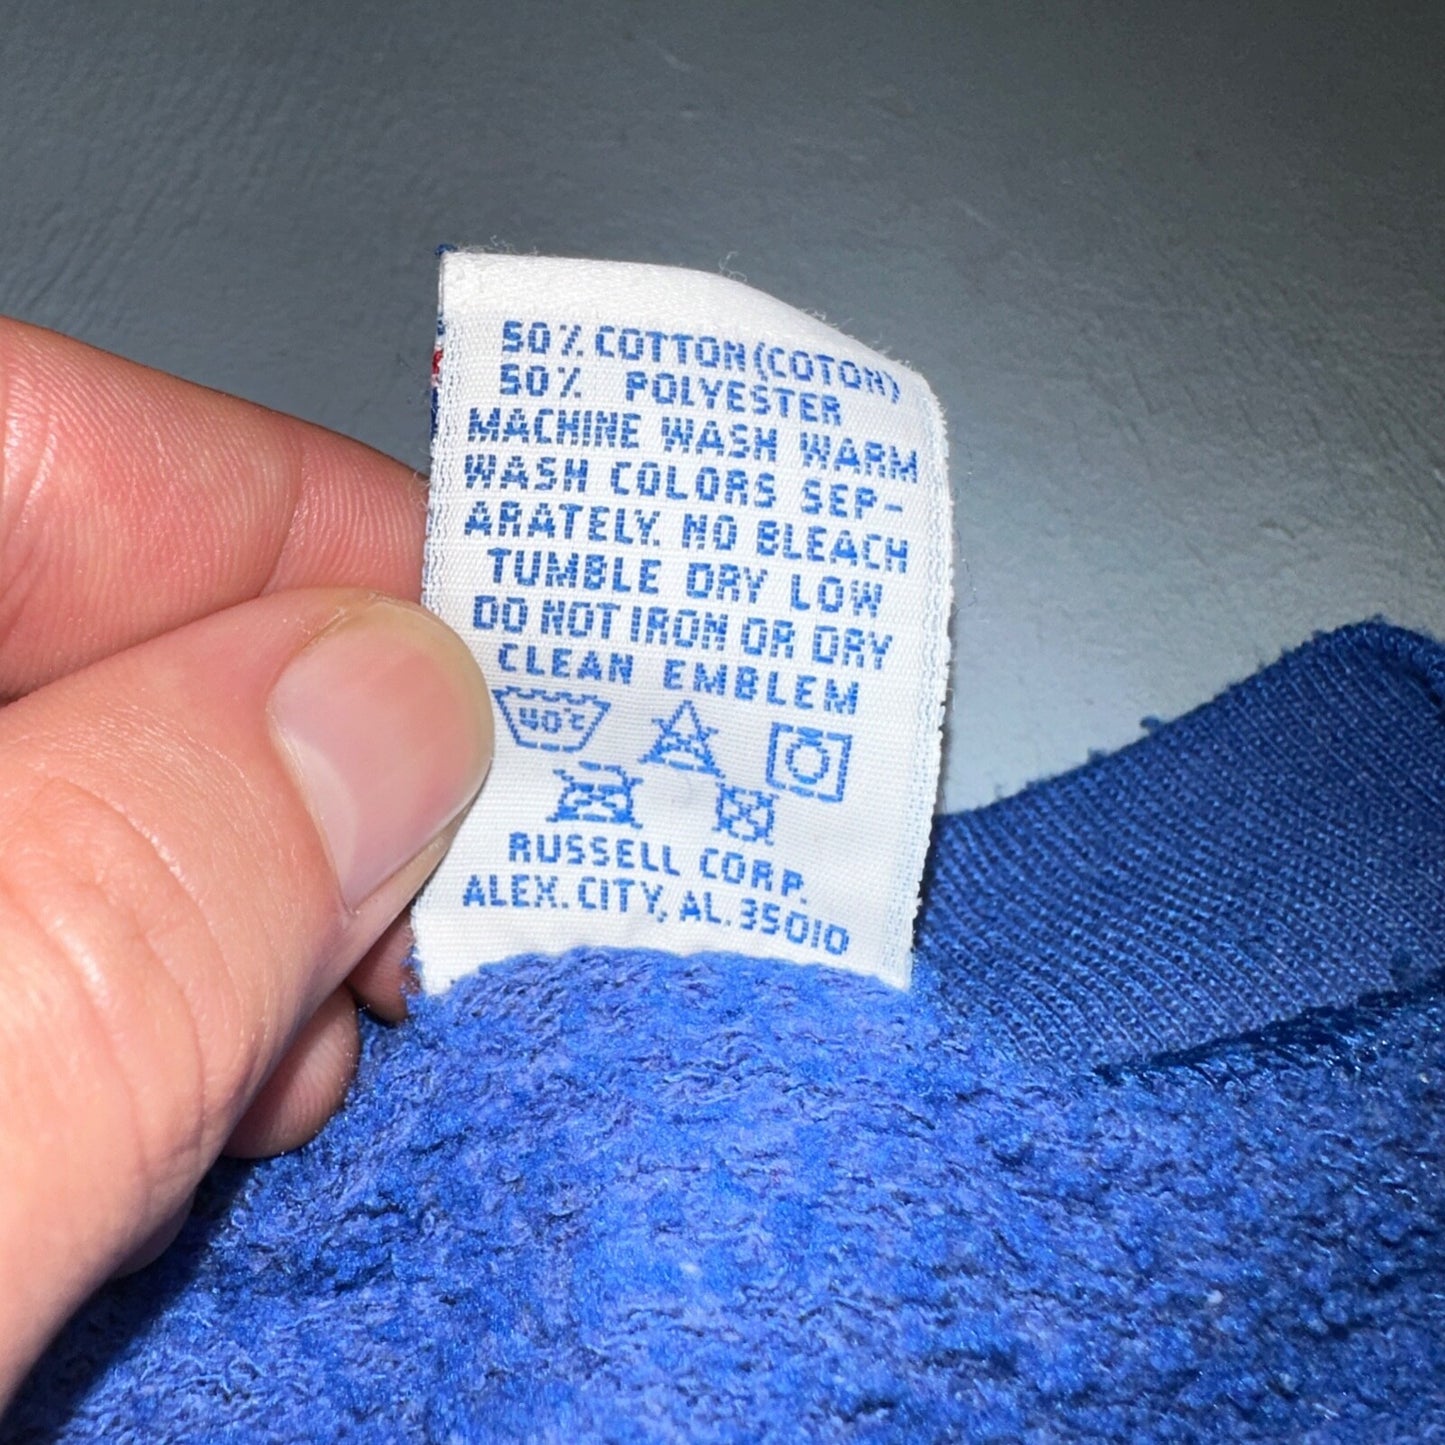 50% COTTON (COTON)
50% POLYESTER
MACHINE WASH WARM
WASH COLORS SEP-
ARATELY. NO BLEACH
TUMBLE DRY LOW
DO NOT IRON OR DRY
CLEAN EMBLEM
40°C
RUSSELL CORP.
ALEX. CITY, AL. 35010